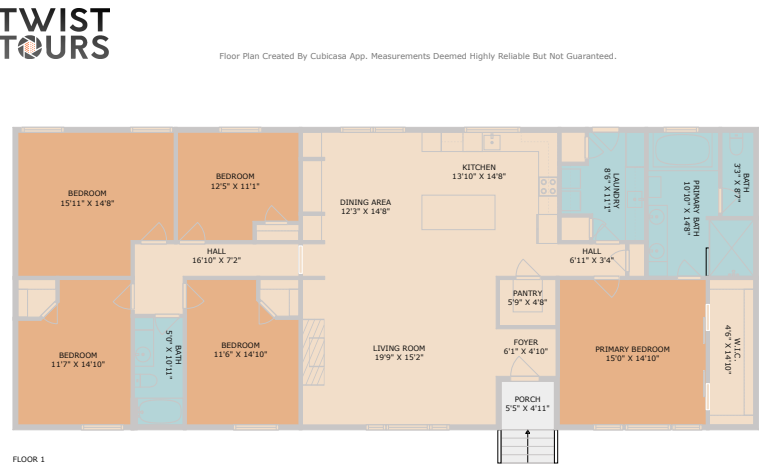 TWIST
TOURS
Floor Plan Created By Cubicasa App. Measurements Deemed Highly Reliable But Not Guaranteed.
BEDROOM
15'11" X 14'8"
BEDROOM
12'5" X 11'1"
DINING AREA
12'3" X 14'8"
KITCHEN
13'10" X 14'8"
LAUNDRY
8'6" X 11'1"
PRIMARY BATH
10'10" X 14'8"
BATH
3'3" X 8'7"
HALL
16'10" X 7'2"
HALL
6'11" X 3'4"
PANTRY
5'9" X 4'8"
BEDROOM
11'7" X 14'10"
BATH
5'0" X 10'11"
BEDROOM
11'6" X 14'10"
LIVING ROOM
19'9" X 15'2"
FOYER
6'1" X 4'10"
PRIMARY BEDROOM
15'0" X 14'10"
W.I.C.
4'6" X 14'10"
PORCH
5'5" X 4'11"
FLOOR 1